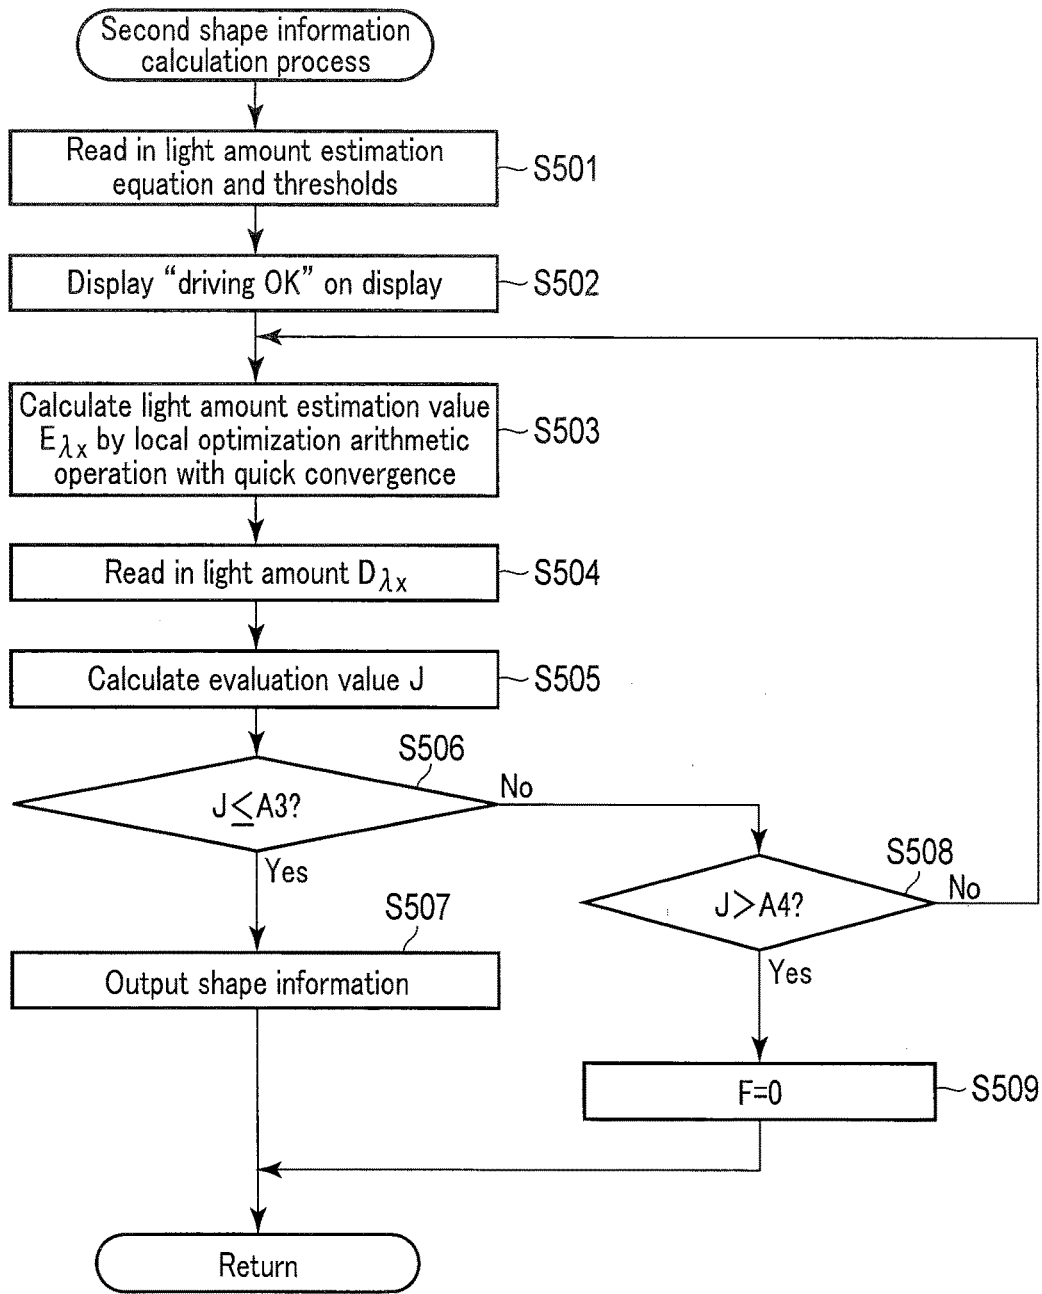 Second shape information
calculation process
Read in light amount estimation
equation and thresholds
S501
Display “driving OK” on display
S502
Calculate light amount estimation value
Eλx by local optimization arithmetic
operation with quick convergence
S503
Read in light amount Dλx
S504
Calculate evaluation value J
S505
S506
J≤A3?
No
Yes
S507
Output shape information
S508
J>A4?
No
Yes
F=0
S509
Return